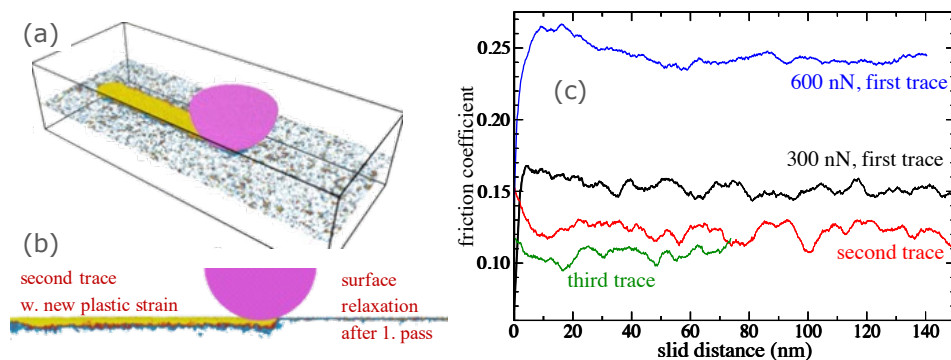 (a)
(b)
second trace
w. new plastic strain
surface
relaxation
after 1. pass
(c)
friction coefficient
0.25
0.20
0.15
0.10
600 nN, first trace
300 nN, first trace
second trace
third trace
0 20 40 60 80 100 120 140
slid distance (nm)